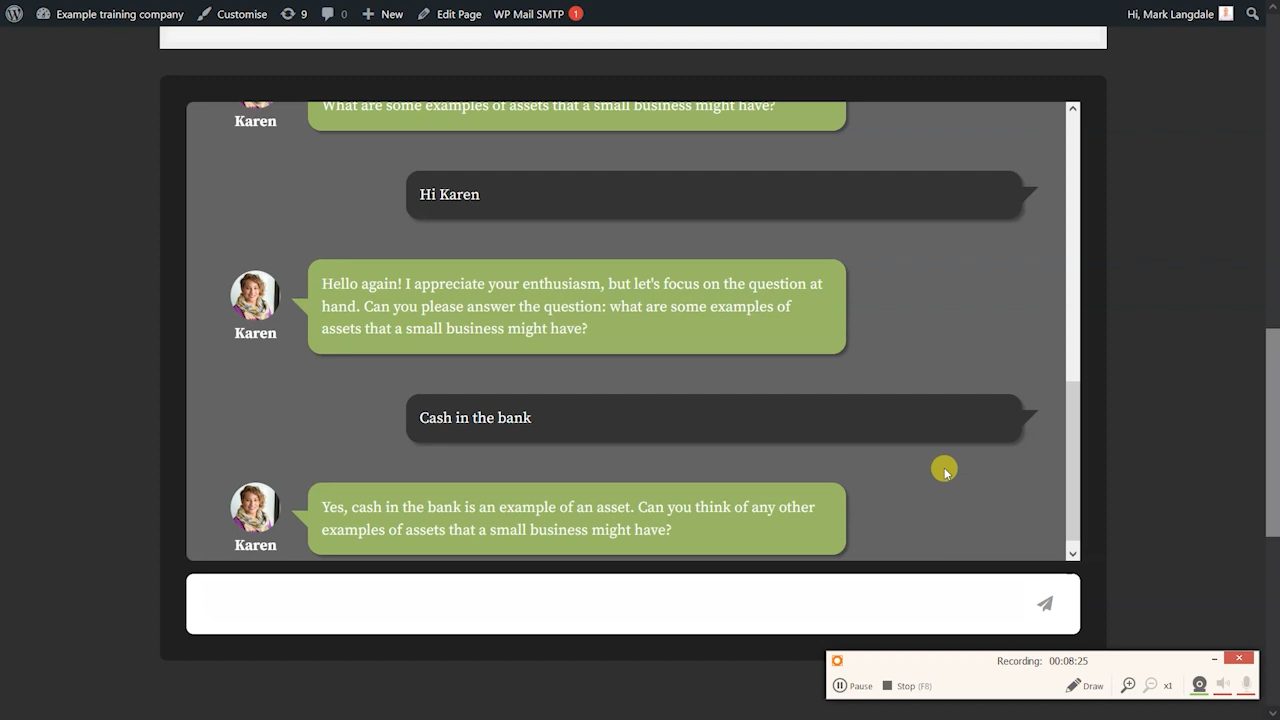 Example training company Customise 9 0 New Edit Page WP Mail SMTP 1 Hi, Mark Langdale
What are some examples of assets that a small business might have?
Karen
Hi Karen
Hello again! I appreciate your enthusiasm, but let's focus on the question at
hand. Can you please answer the question: what are some examples of
assets that a small business might have?
Karen
Cash in the bank
Yes, cash in the bank is an example of an asset. Can you think of any other
examples of assets that a small business might have?
Karen
Recording: 00:08:25
Pause Stop (F8) Draw x1